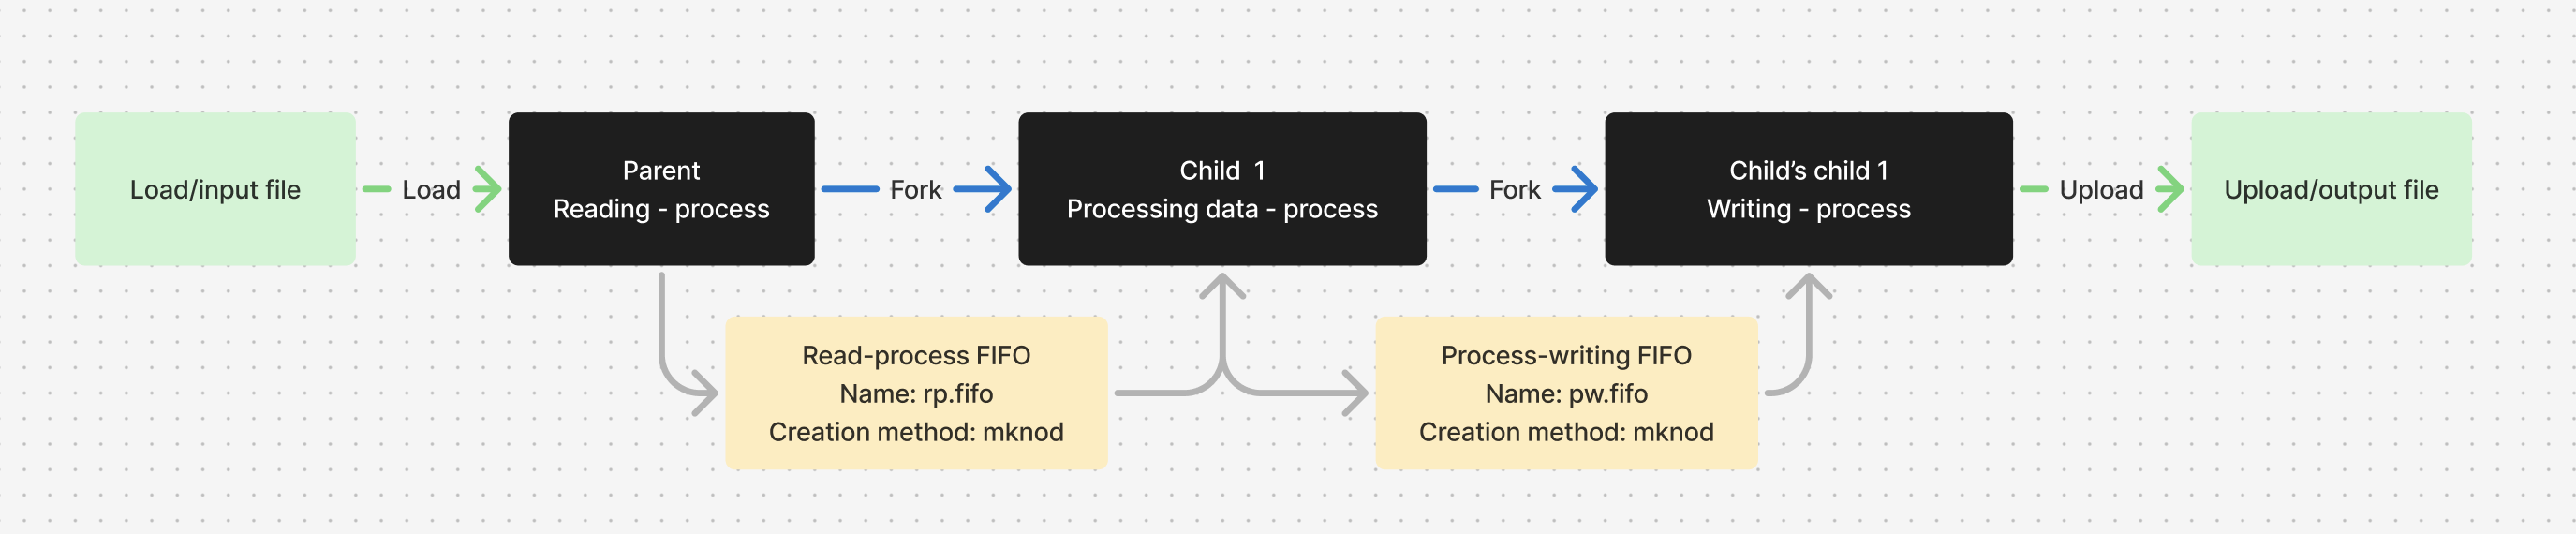 Load/input file
Load
Parent
Reading - process
Fork
Child 1
Processing data - process
Fork
Child’s child 1
Writing - process
Upload
Upload/output file
Read-process FIFO
Name: rp.fifo
Creation method: mknod
Process-writing FIFO
Name: pw.fifo
Creation method: mknod